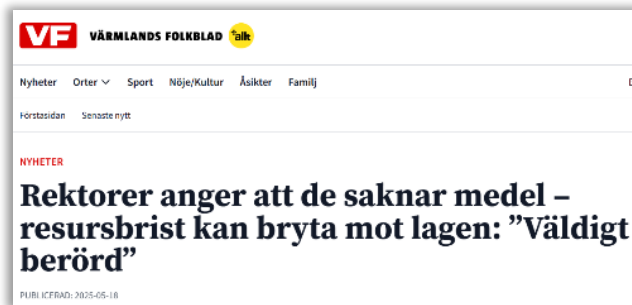 VF VÄRMLANDS FOLKBLAD +allt
Nyheter Orter Sport Nöje/Kultur Åsikter Familj
Förstasidan Senaste nytt
NYHETER
Rektorer anger att de saknar medel –
resursbrist kan bryta mot lagen: ”Väldigt
berörd”
PUBLICERAD: 2025-05-18